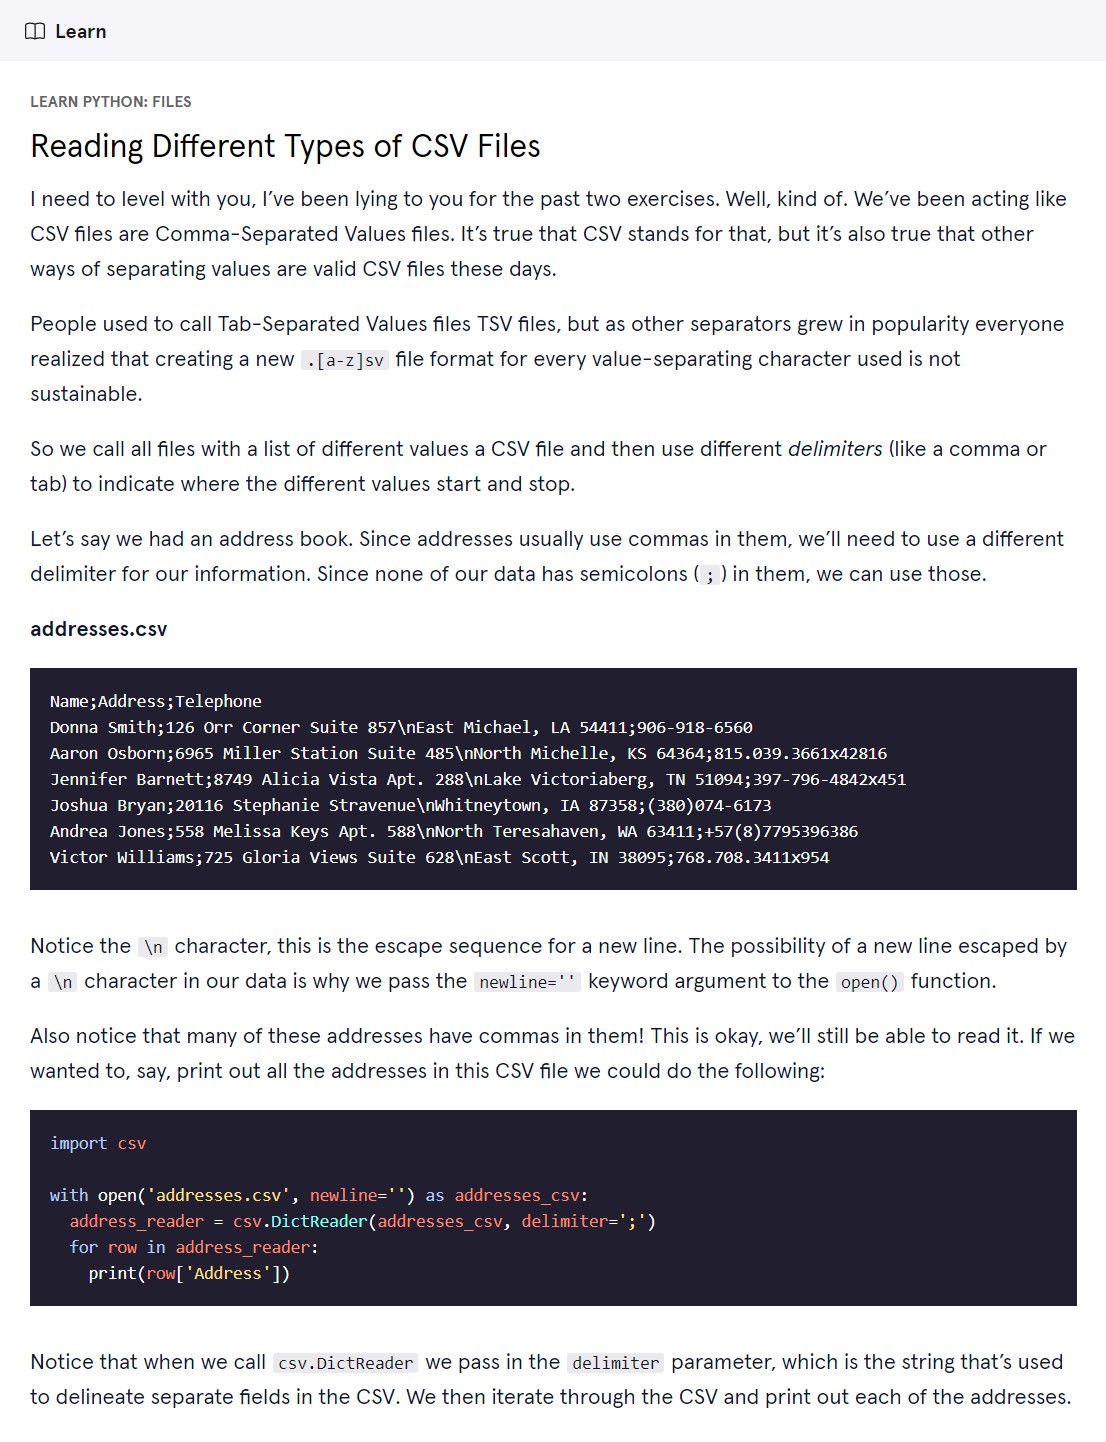 Learn
LEARN PYTHON: FILES
Reading Different Types of CSV Files
I need to level with you, I’ve been lying to you for the past two exercises. Well, kind of. We’ve been acting like
CSV files are Comma-Separated Values files. It’s true that CSV stands for that, but it’s also true that other
ways of separating values are valid CSV files these days.
People used to call Tab-Separated Values files TSV files, but as other separators grew in popularity everyone
realized that creating a new .[a-z]sv file format for every value-separating character used is not
sustainable.
So we call all files with a list of different values a CSV file and then use different delimiters (like a comma or
tab) to indicate where the different values start and stop.
Let’s say we had an address book. Since addresses usually use commas in them, we’ll need to use a different
delimiter for our information. Since none of our data has semicolons ( ; ) in them, we can use those.
addresses.csv
Name;Address;Telephone
Donna Smith;126 Orr Corner Suite 857\nEast Michael, LA 54411;906-918-6560
Aaron Osborn;6965 Miller Station Suite 485\nNorth Michelle, KS 64364;815.039.3661x42816
Jennifer Barnett;8749 Alicia Vista Apt. 288\nLake Victoriaberg, TN 51094;397-796-4842x451
Joshua Bryan;20116 Stephanie Stravenue\nWhitneytown, IA 87358;(380)074-6173
Andrea Jones;558 Melissa Keys Apt. 588\nNorth Teresahaven, WA 63411;+57(8)7795396386
Victor Williams;725 Gloria Views Suite 628\nEast Scott, IN 38095;768.708.3411x954
Notice the \n character, this is the escape sequence for a new line. The possibility of a new line escaped by
a \n character in our data is why we pass the newline='' keyword argument to the open() function.
Also notice that many of these addresses have commas in them! This is okay, we’ll still be able to read it. If we
wanted to, say, print out all the addresses in this CSV file we could do the following:
import csv
with open('addresses.csv', newline='') as addresses_csv:
  address_reader = csv.DictReader(addresses_csv, delimiter=';')
  for row in address_reader:
    print(row['Address'])
Notice that when we call csv.DictReader we pass in the delimiter parameter, which is the string that’s used
to delineate separate fields in the CSV. We then iterate through the CSV and print out each of the addresses.